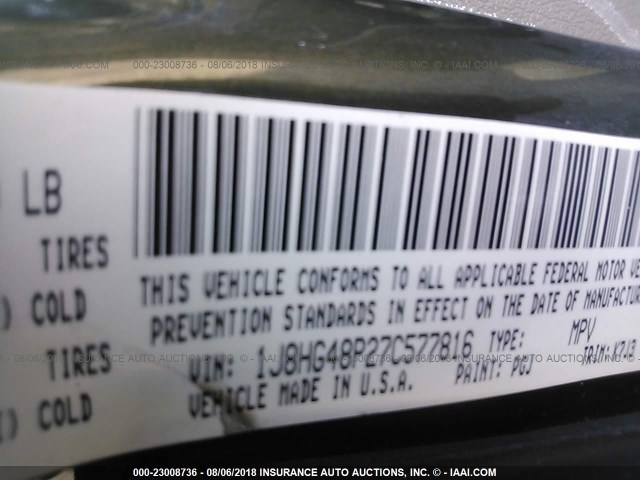 000-23008736 - 08/06/2018 INSURANCE AUTO AUCTIONS, INC. - © IAAI.COM
LB
TIRES
) COLD
TIRES
) COLD
THIS VEHICLE CONFORMS TO ALL APPLICABLE FEDERAL MOTOR VE
PREVENTION STANDARDS IN EFFECT ON THE DATE OF MANUFACTUR
VIN: 1J8HG48P27C577816 TYPE: MPV
VEHICLE MADE IN U.S.A. PAINT: PGJ TRIM:
000-23008736 - 08/06/2018 INSURANCE AUTO AUCTIONS, INC. - © IAAI.COM